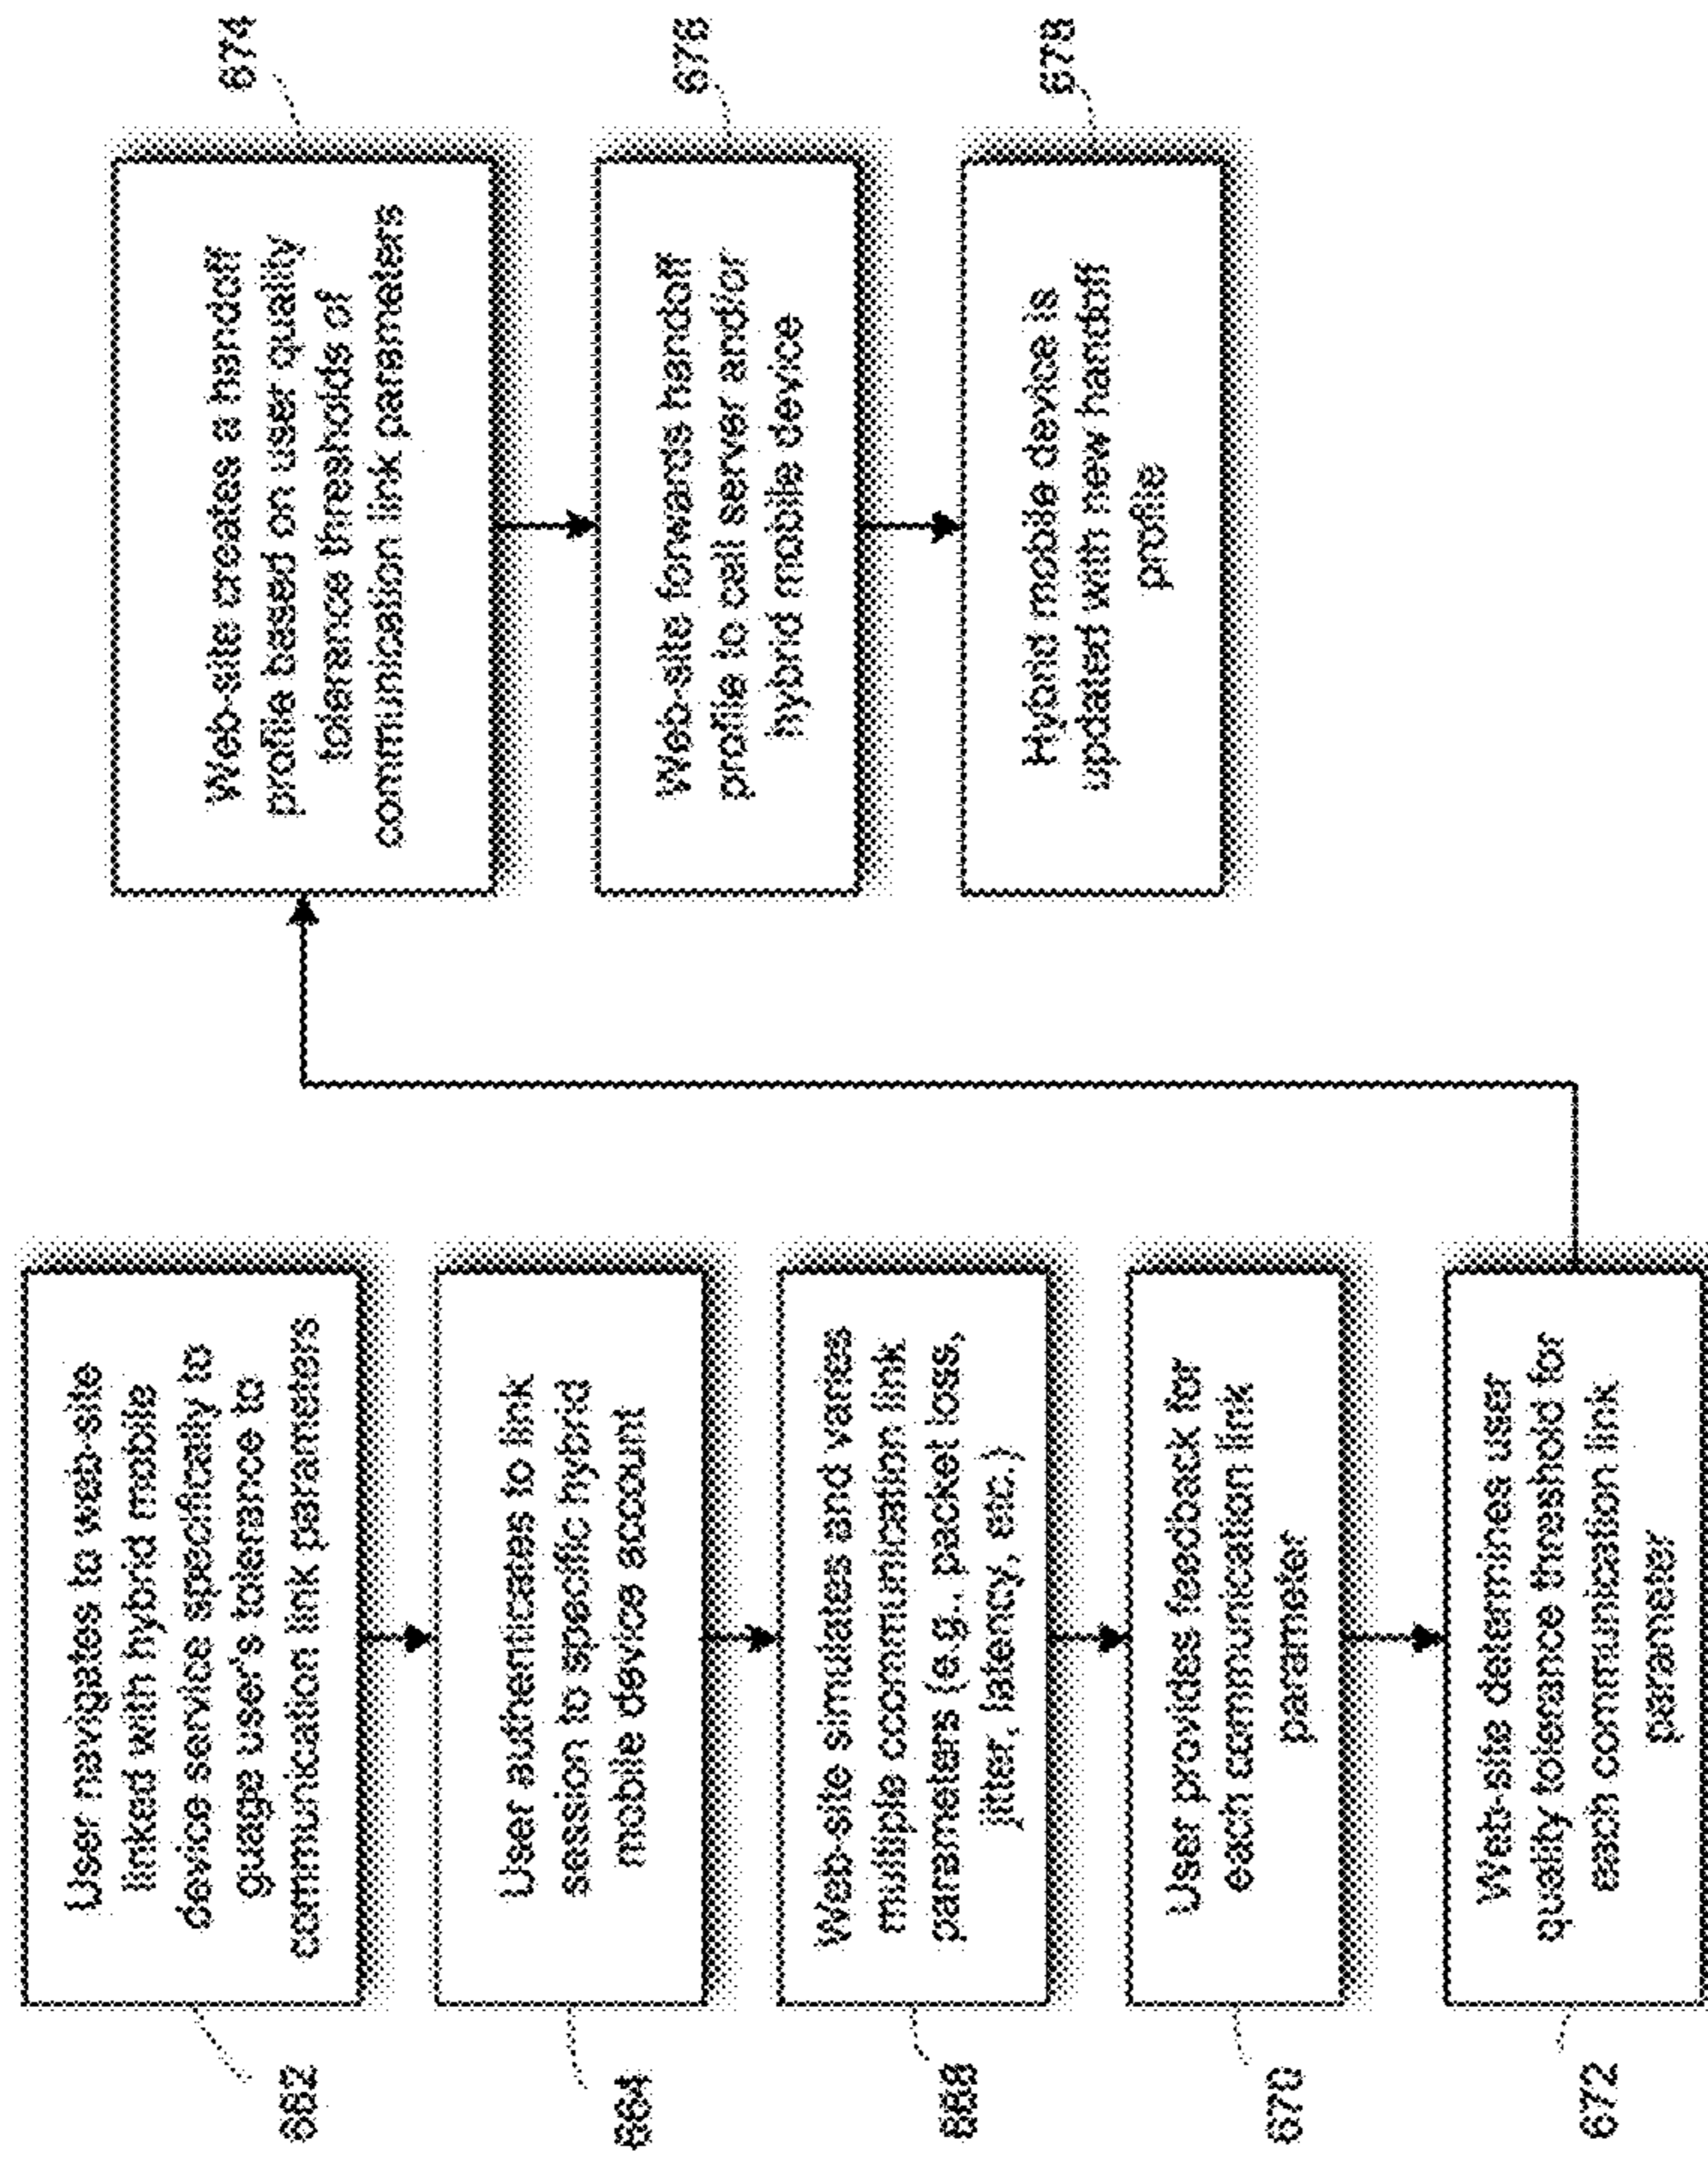 662
User navigates to web-site
linked with hybrid mobile
device service specifically to
guage user's tolerance to
communication link parameters
664
User authenticates to link
session to specific hybrid
mobile device account
668
Web-site simulates and varies
multiple communication link
parameters (e.g., packet loss,
jitter, latency, etc.)
670
User provides feedback for
each communication link
parameter
672
Web-site determines user
quality tolerance threshold for
each communication link
parameter
674
Web-site creates a handoff
profile based on user quality
tolerance thresholds of
communication link parameters
676
Web-site forwards handoff
profile to call server and/or
hybrid mobile device
678
Hybrid mobile device is
updated with new handoff
profile